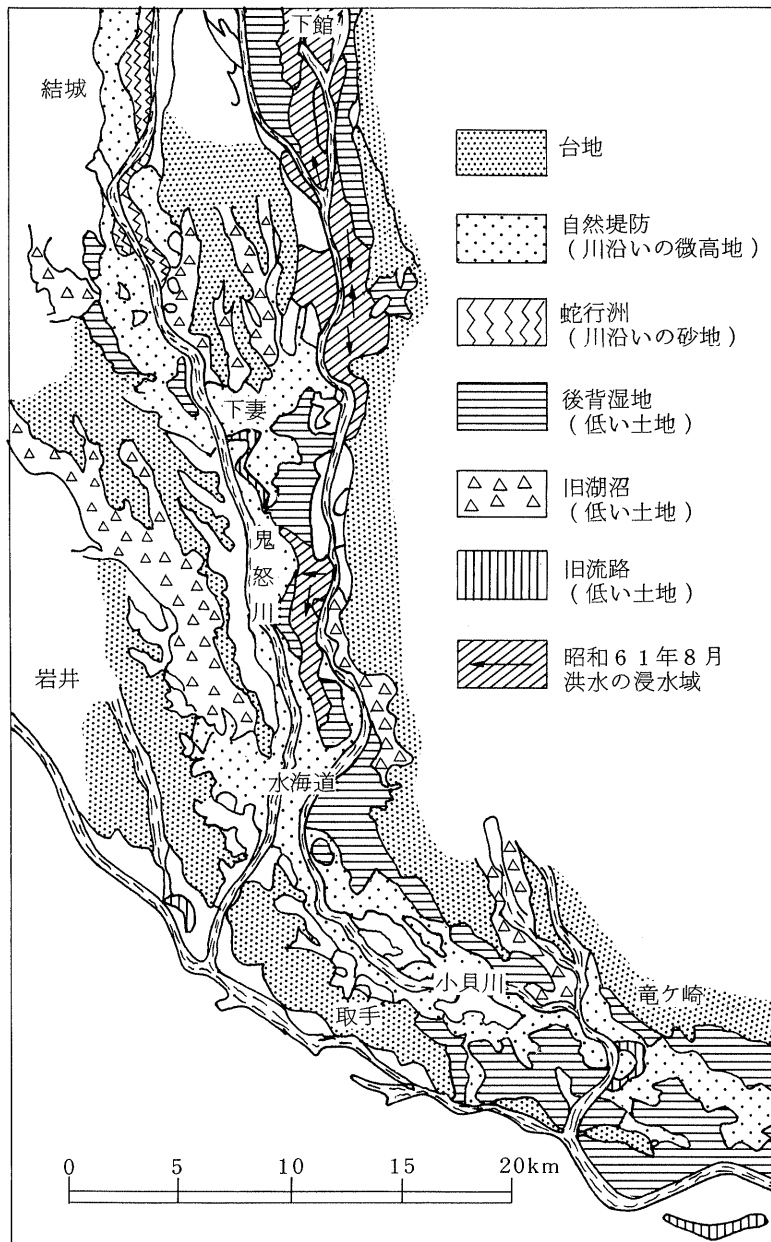 下館
結城
台地
自然堤防
(川沿いの微高地)
蛇行洲
(川沿いの砂地)
後背湿地
(低い土地)
下妻
旧湖沼
(低い土地)
鬼怒川
旧流路
(低い土地)
岩井
昭和61年8月
洪水の浸水域
水海道
小貝川
竜ケ崎
取手
0 5 10 15 20km